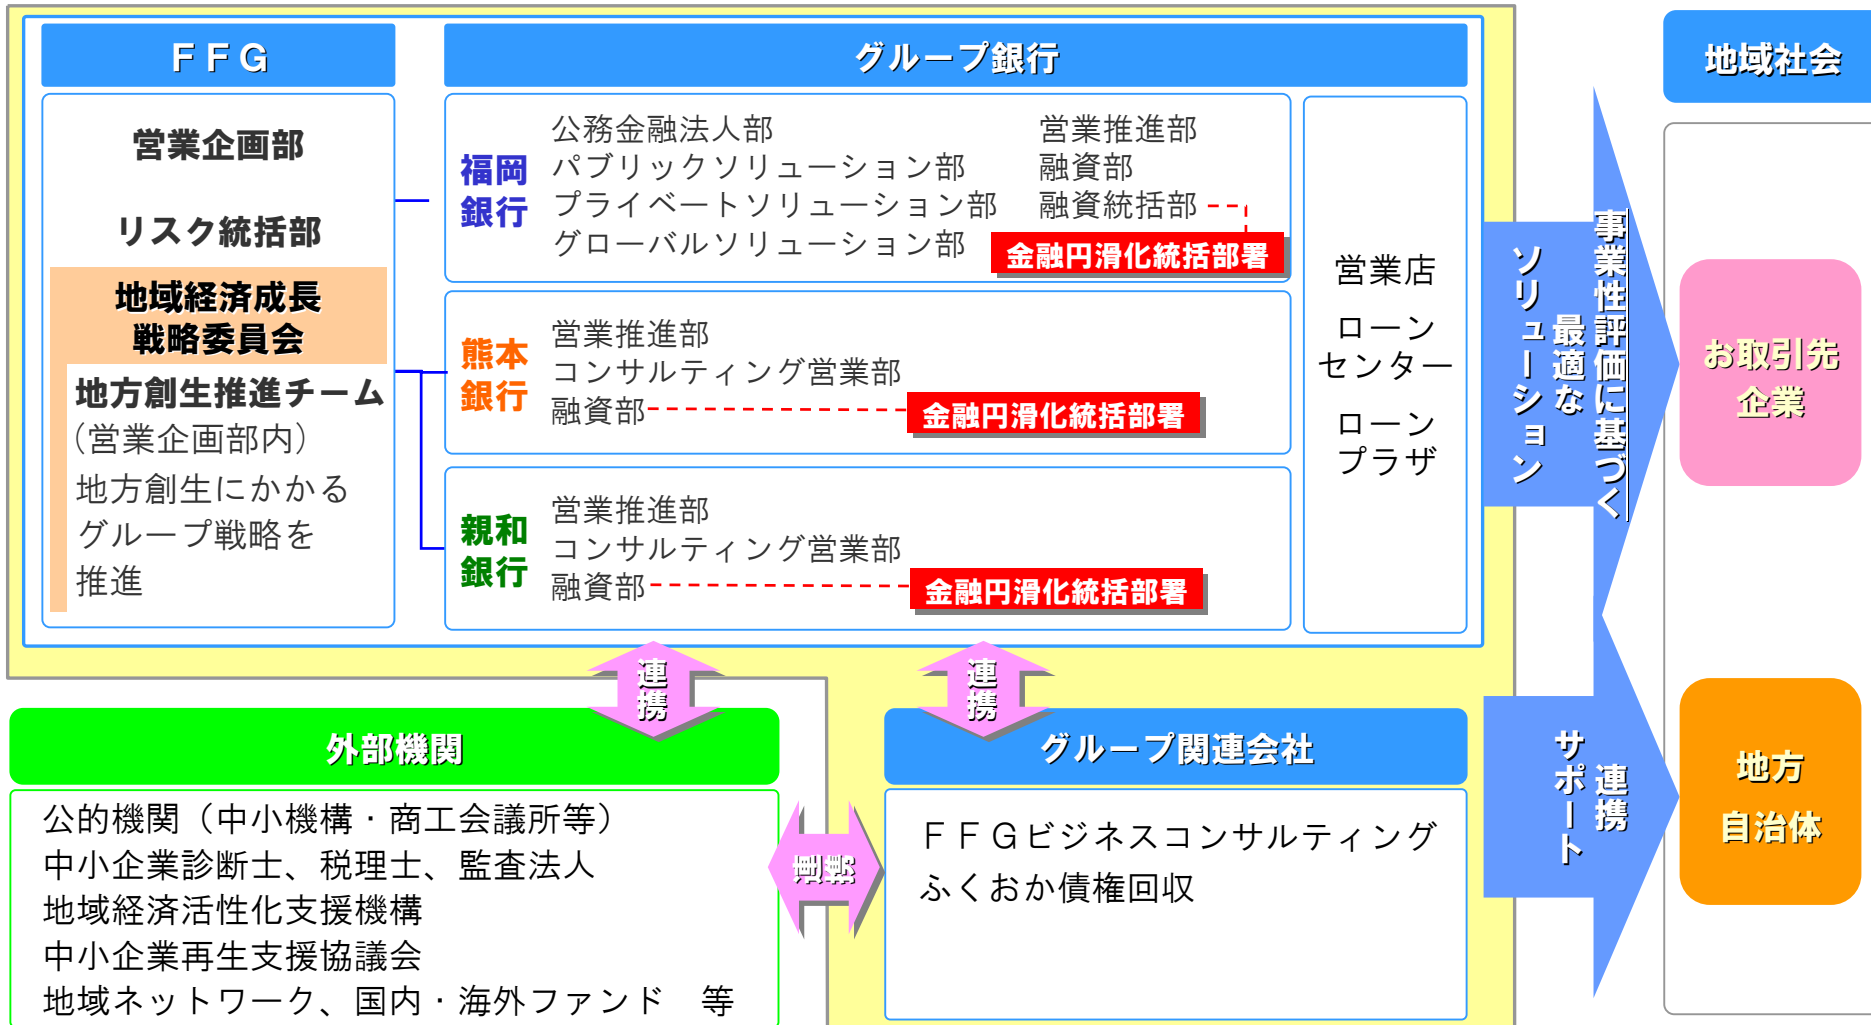 ＦＦＧ
営業企画部
リスク統括部
地域経済成長
戦略委員会
地方創生推進チーム
（営業企画部内）
地方創生にかかる
グループ戦略を
推進
グループ銀行
福岡
銀行
公務金融法人部
パブリックソリューション部
プライベートソリューション部
グローバルソリューション部
営業推進部
融資部
融資統括部
金融円滑化統括部署
熊本
銀行
営業推進部
コンサルティング営業部
融資部
金融円滑化統括部署
親和
銀行
営業推進部
コンサルティング営業部
融資部
金融円滑化統括部署
営業店
ローン
センター
ローン
プラザ
事業性評価に基づく
最適な
ソリューション
連携
サポート
地域社会
お取引先
企業
地方
自治体
連携
連携
連携
外部機関
公的機関（中小機構・商工会議所等）
中小企業診断士、税理士、監査法人
地域経済活性化支援機構
中小企業再生支援協議会
地域ネットワーク、国内・海外ファンド　等
グループ関連会社
ＦＦＧビジネスコンサルティング
ふくおか債権回収